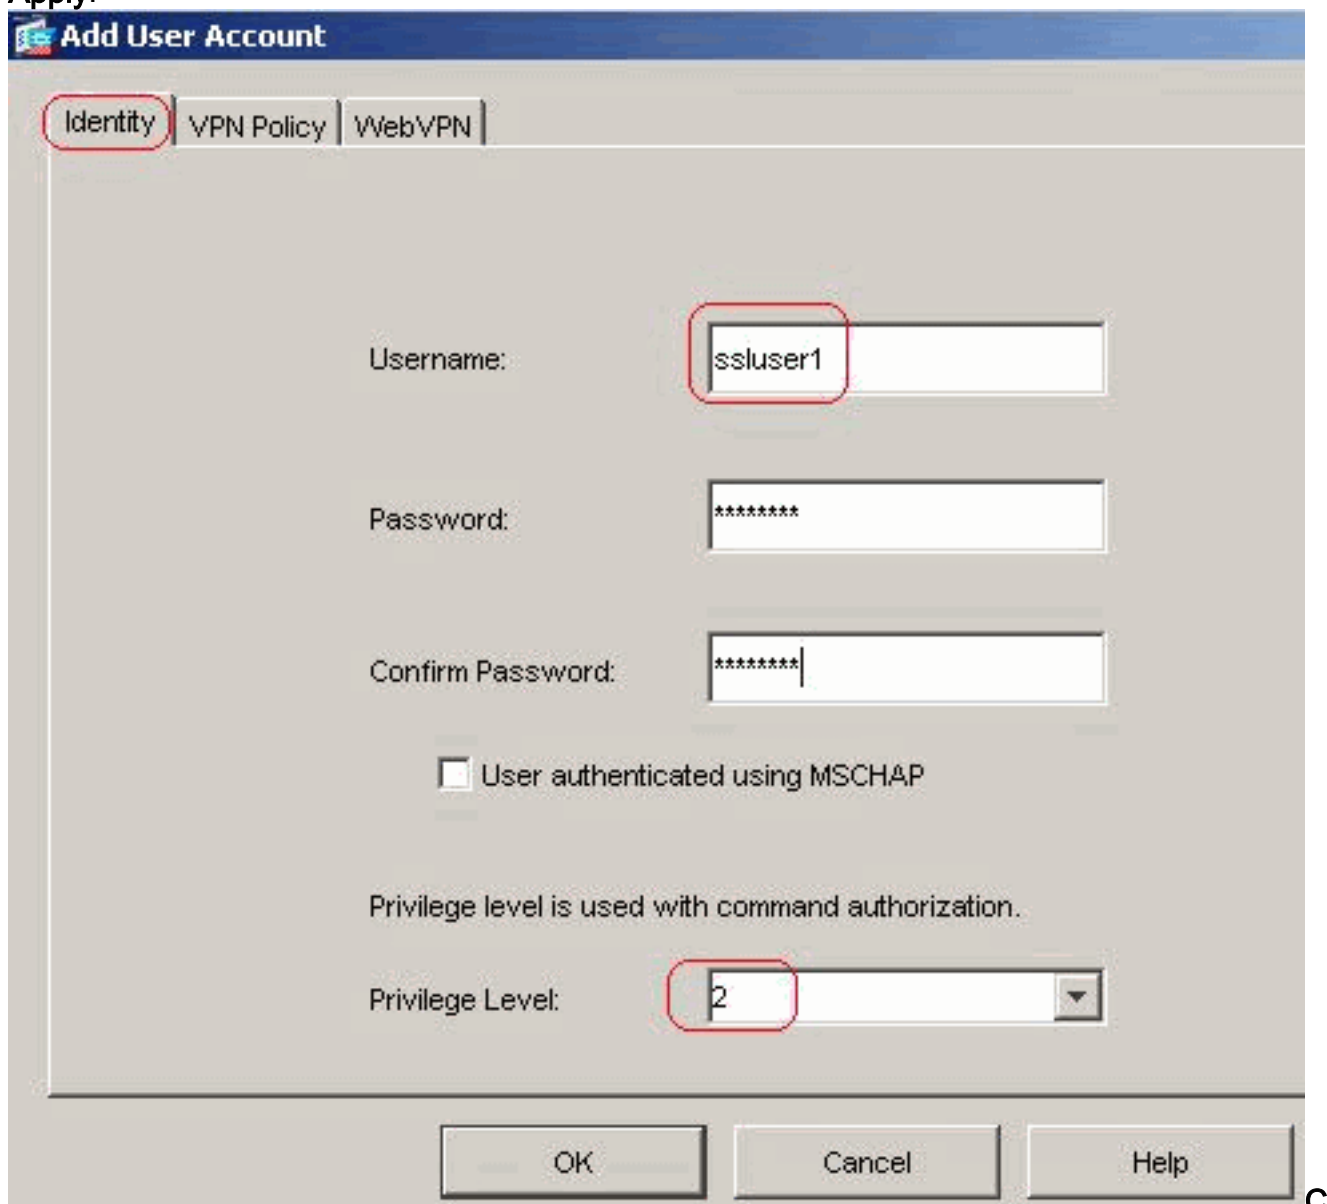 Apply.
Add User Account
Identity VPN Policy WebVPN
Username: ssluser1
Password: ********
Confirm Password: ********
User authenticated using MSCHAP
Privilege level is used with command authorization.
Privilege Level: 2
OK Cancel Help
C